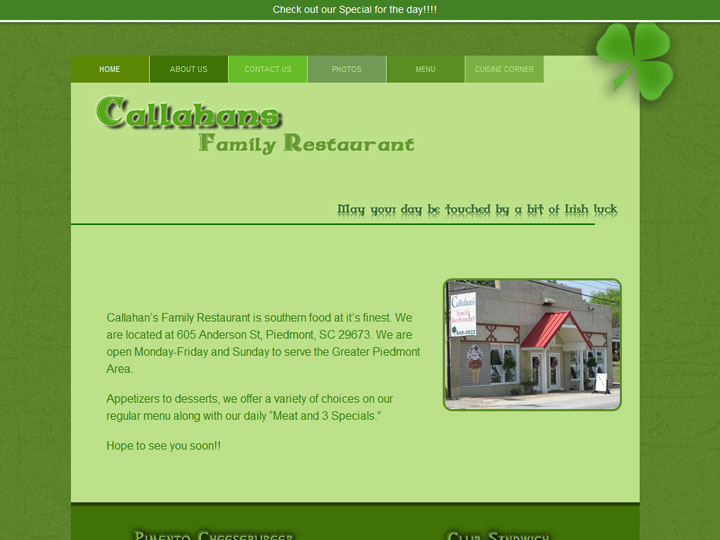 Check out our Special for the day!!!!
HOME ABOUT US CONTACT US PHOTOS MENU CUISINE CORNER
Callahans
Family Restaurant
May your day be touched by a bit of Irish luck
Callahan's Family Restaurant is southern food at it's finest. We
are located at 605 Anderson St, Piedmont, SC 29673. We are
open Monday-Friday and Sunday to serve the Greater Piedmont
Area.
Appetizers to desserts, we offer a variety of choices on our
regular menu along with our daily "Meat and 3 Specials."
Hope to see you soon!!
Callahan's
Family
Restaurant
Pimento Cheeseburger Club Sandwich